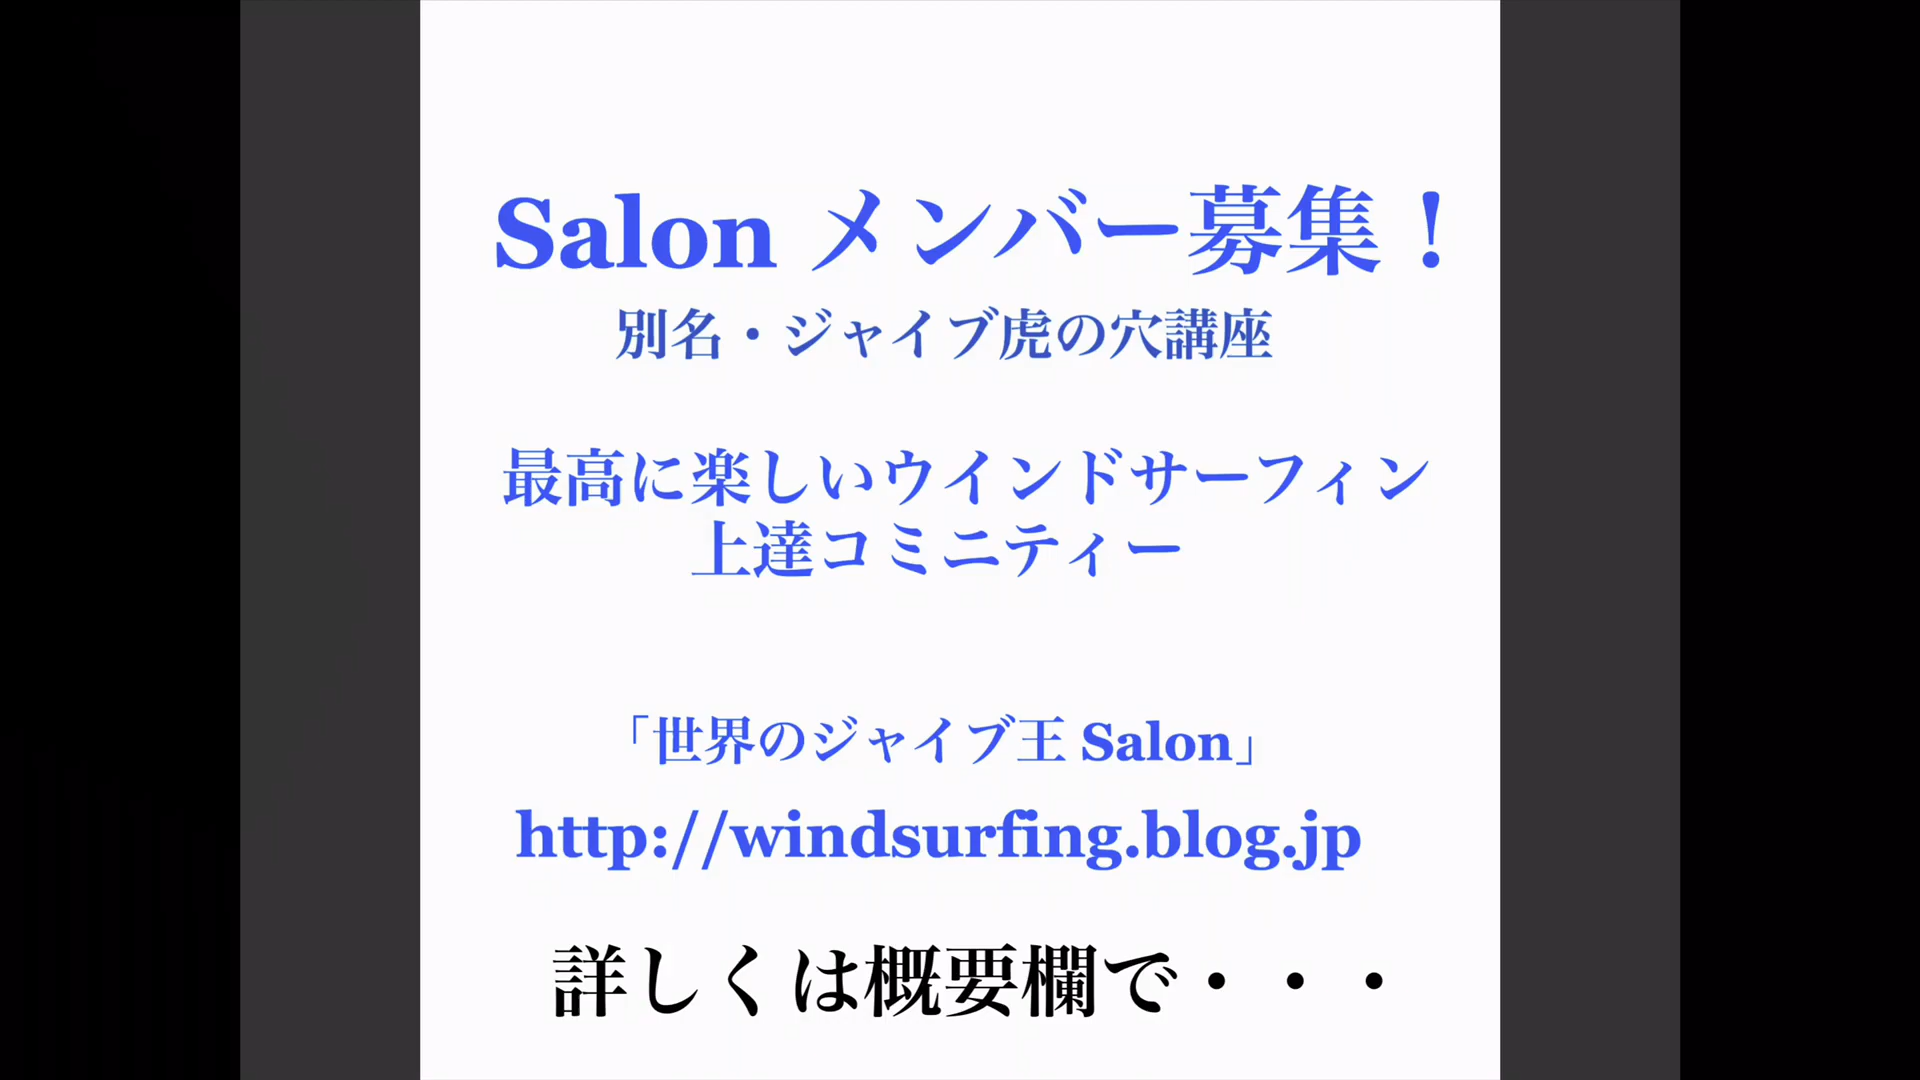 Salon メンバー募集！
別名・ジャイブ虎の穴講座
最高に楽しいウインドサーフィン
上達コミニティー
「世界のジャイブ王 Salon」
http://windsurfing.blog.jp
詳しくは概要欄で・・・